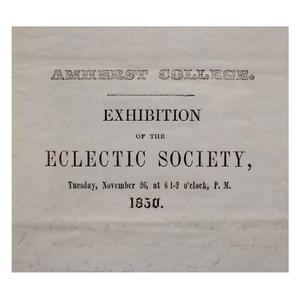 AMHERST COLLEGE.
EXHIBITION
OF THE
ECLECTIC SOCIETY,
Tuesday, November 26, at 6 1-2 o'clock, P. M.
1850.